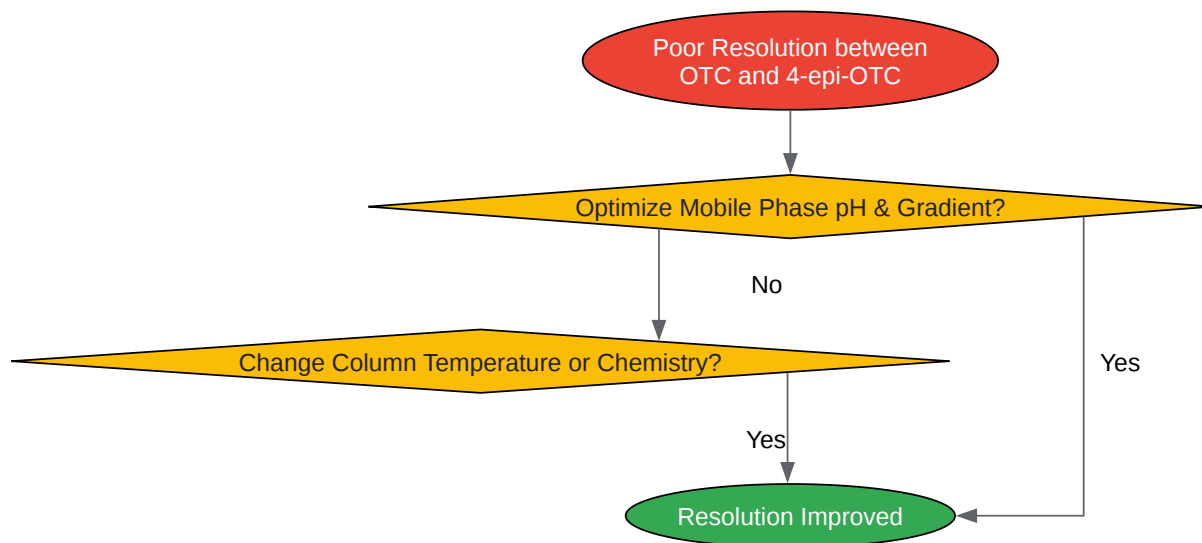 Poor Resolution between
OTC and 4-epi-OTC
Optimize Mobile Phase pH & Gradient?
No
Change Column Temperature or Chemistry?
Yes
Yes
Resolution Improved